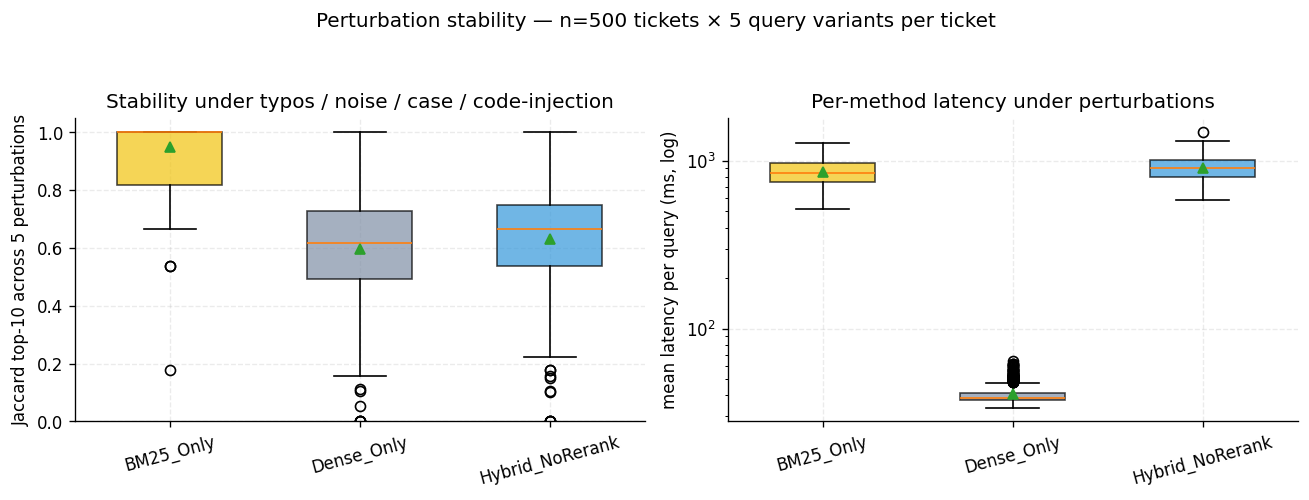 Perturbation stability — n=500 tickets × 5 query variants per ticket
Stability under typos / noise / case / code-injection
Jaccard top-10 across 5 perturbations
1.0
0.8
0.6
0.4
0.2
0.0
BM25_Only
Dense_Only
Hybrid_NoRerank
Per-method latency under perturbations
mean latency per query (ms, log)
10³
10²
BM25_Only
Dense_Only
Hybrid_NoRerank